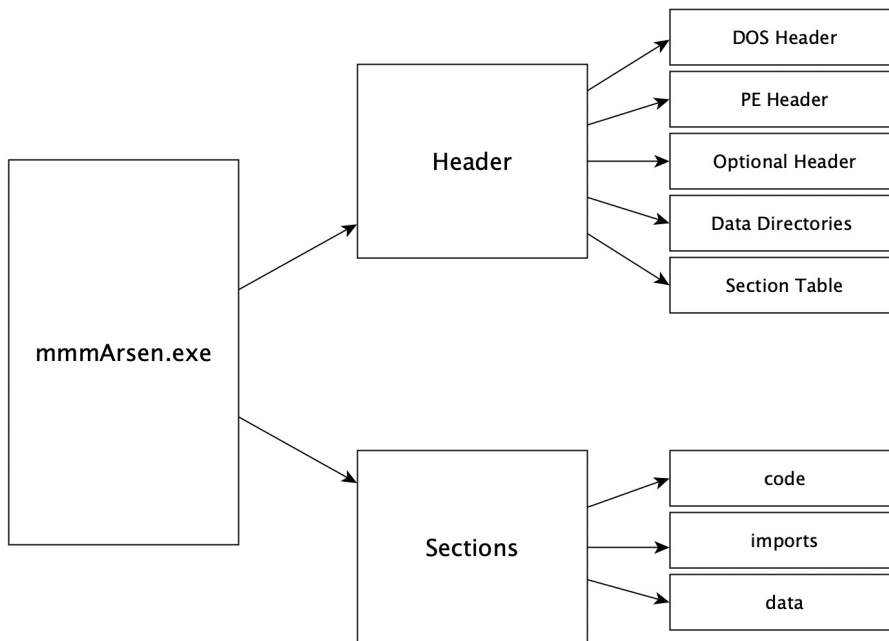 mmmArsen.exe
Header
DOS Header
PE Header
Optional Header
Data Directories
Section Table
Sections
code
imports
data